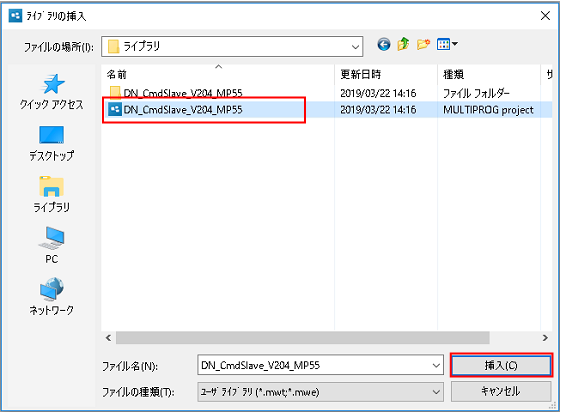 ﾗｲﾌﾞﾗﾘの挿入
ファイルの場所(I): ライブラリ
名前 更新日時 種類 サ
DN_CmdSlave_V204_MP55 2019/03/22 14:16 ファイル フォルダー
DN_CmdSlave_V204_MP55 2019/03/22 14:16 MULTIPROG project
クイック アクセス
デスクトップ
ライブラリ
PC
ネットワーク
ファイル名(N): DN_CmdSlave_V204_MP55 挿入(C)
ファイルの種類(T): ﾕｰｻﾞﾗｲﾌﾞﾗﾘ (*.mwt;*.mwe) キャンセル